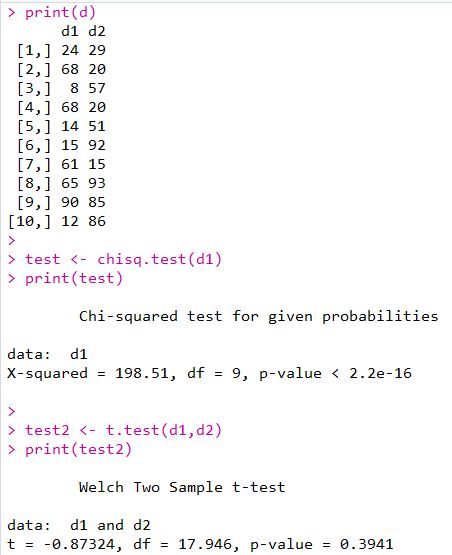 > print(d)
      d1 d2
 [1,] 24 29
 [2,] 68 20
 [3,]  8 57
 [4,] 68 20
 [5,] 14 51
 [6,] 15 92
 [7,] 61 15
 [8,] 65 93
 [9,] 90 85
[10,] 12 86
>
> test <- chisq.test(d1)
> print(test)
        Chi-squared test for given probabilities
data:  d1
X-squared = 198.51, df = 9, p-value < 2.2e-16
>
> test2 <- t.test(d1,d2)
> print(test2)
        Welch Two Sample t-test
data:  d1 and d2
t = -0.87324, df = 17.946, p-value = 0.3941